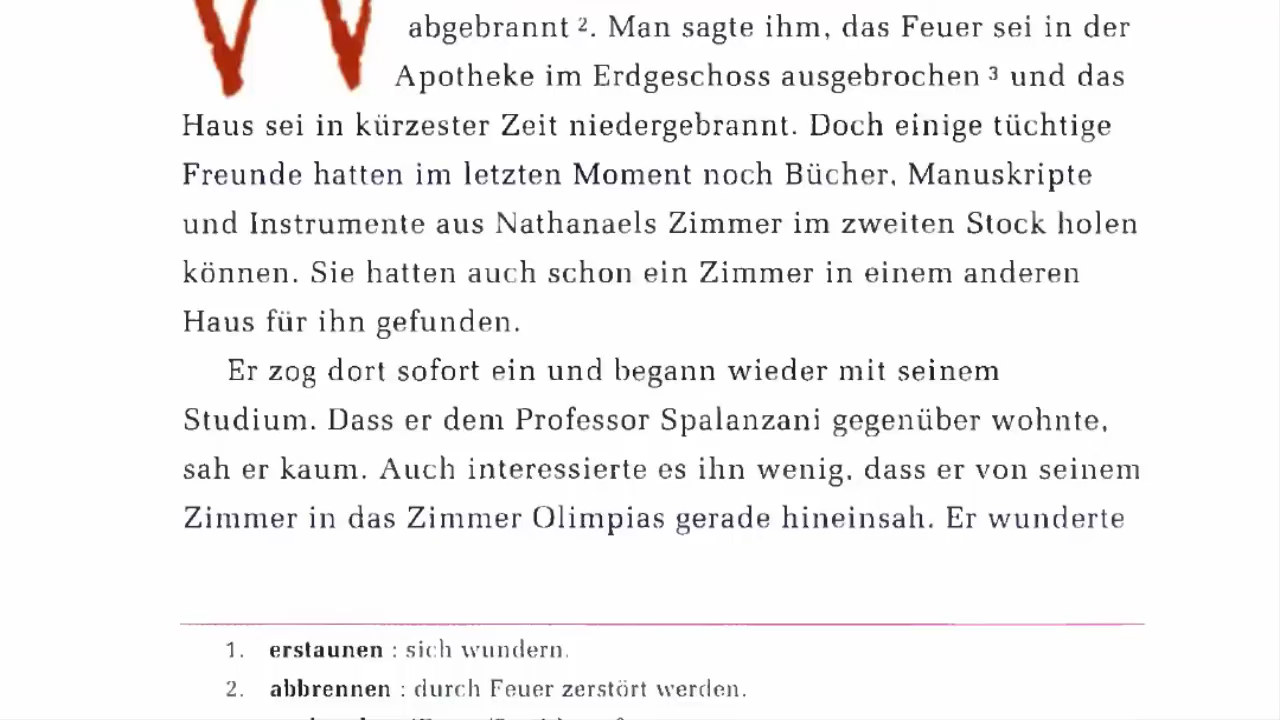 W
abgebrannt ². Man sagte ihm, das Feuer sei in der
Apotheke im Erdgeschoss ausgebrochen ³ und das
Haus sei in kürzester Zeit niedergebrannt. Doch einige tüchtige
Freunde hatten im letzten Moment noch Bücher, Manuskripte
und Instrumente aus Nathanaels Zimmer im zweiten Stock holen
können. Sie hatten auch schon ein Zimmer in einem anderen
Haus für ihn gefunden.
Er zog dort sofort ein und begann wieder mit seinem
Studium. Dass er dem Professor Spalanzani gegenüber wohnte,
sah er kaum. Auch interessierte es ihn wenig, dass er von seinem
Zimmer in das Zimmer Olimpias gerade hineinsah. Er wunderte
1. erstaunen : sich wundern.
2. abbrennen : durch Feuer zerstört werden.